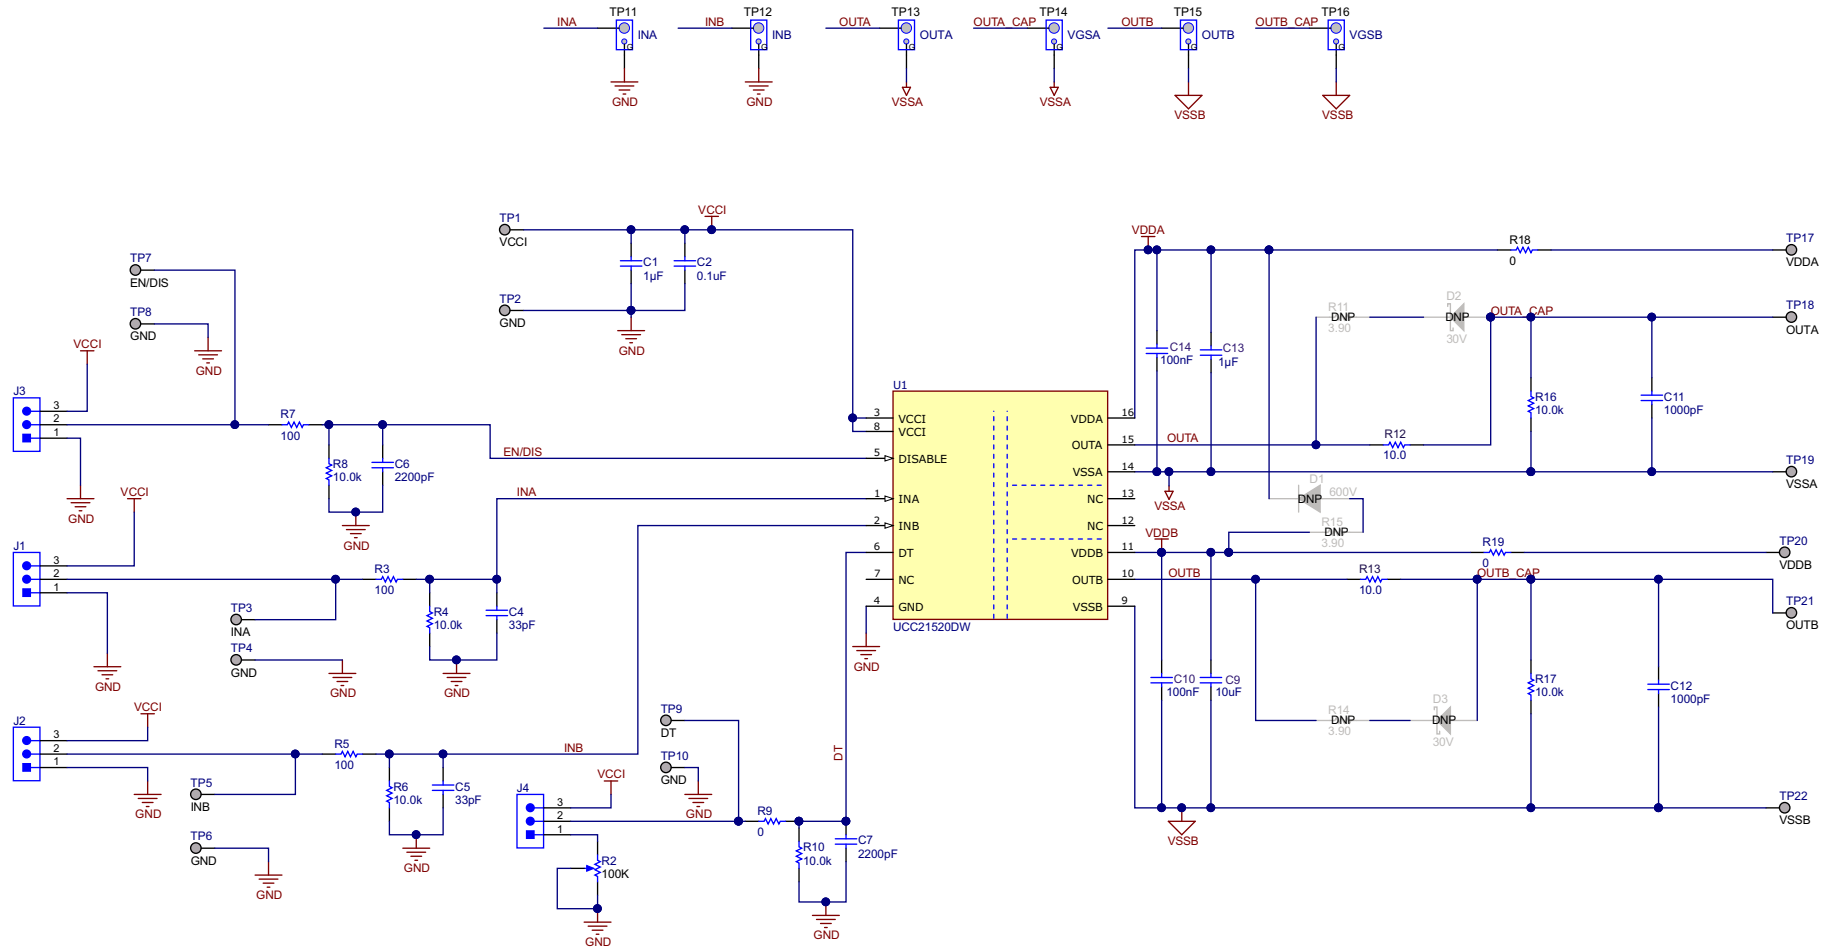 TP11
TP12
TP13
TP14
TP15
TP16
INA
INA
INB
INB
OUTA
OUTA
OUTA_CAP
VGSA
OUTB
OUTB
OUTB_CAP
VGSB
G
G
G
G
G
G
GND
GND
VSSA
VSSA
VSSB
VSSB
TP1
VCCI
VCCI
C1
1µF
C2
0.1uF
TP2
GND
GND
TP7
EN/DIS
TP8
GND
GND
VCCI
J3
3
2
1
GND
R7
100
R8
10.0k
C6
2200pF
GND
EN/DIS
VCCI
J1
3
2
1
GND
R3
100
TP3
INA
TP4
GND
GND
R4
10.0k
C4
33pF
GND
INA
VCCI
J2
3
2
1
GND
R5
100
TP5
INB
TP6
GND
GND
R6
10.0k
C5
33pF
GND
INB
J4
3
2
1
VCCI
R2
100K
GND
TP9
DT
TP10
GND
GND
R9
0
R10
10.0k
C7
2200pF
GND
DT
U1
3
VCCI
8
VCCI
5
DISABLE
1
INA
2
INB
6
DT
7
NC
4
GND
GND
VDDA
16
OUTA
15
VSSA
14
NC
13
NC
12
VDDB
11
OUTB
10
VSSB
9
UCC21520DW
VDDA
C14
100nF
C13
1µF
R18
0
TP17
VDDA
R11
DNP
3.90
D2
DNP
30V
OUTA_CAP
TP18
OUTA
R16
10.0k
C11
1000pF
OUTA
R12
10.0
TP19
VSSA
VSSA
D1
DNP
600V
R15
DNP
3.90
VDDB
R19
0
TP20
VDDB
OUTB
R13
10.0
OUTB_CAP
TP21
OUTB
C10
100nF
C9
10uF
R14
DNP
3.90
D3
DNP
30V
R17
10.0k
C12
1000pF
VSSB
TP22
VSSB